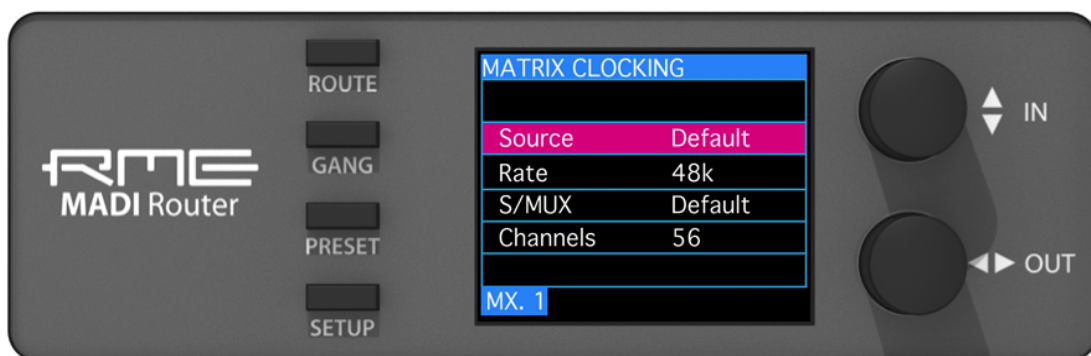 RME
MADI Router
ROUTE
GANG
PRESET
SETUP
MATRIX CLOCKING
Source Default
Rate 48k
S/MUX Default
Channels 56
MX. 1
IN
OUT